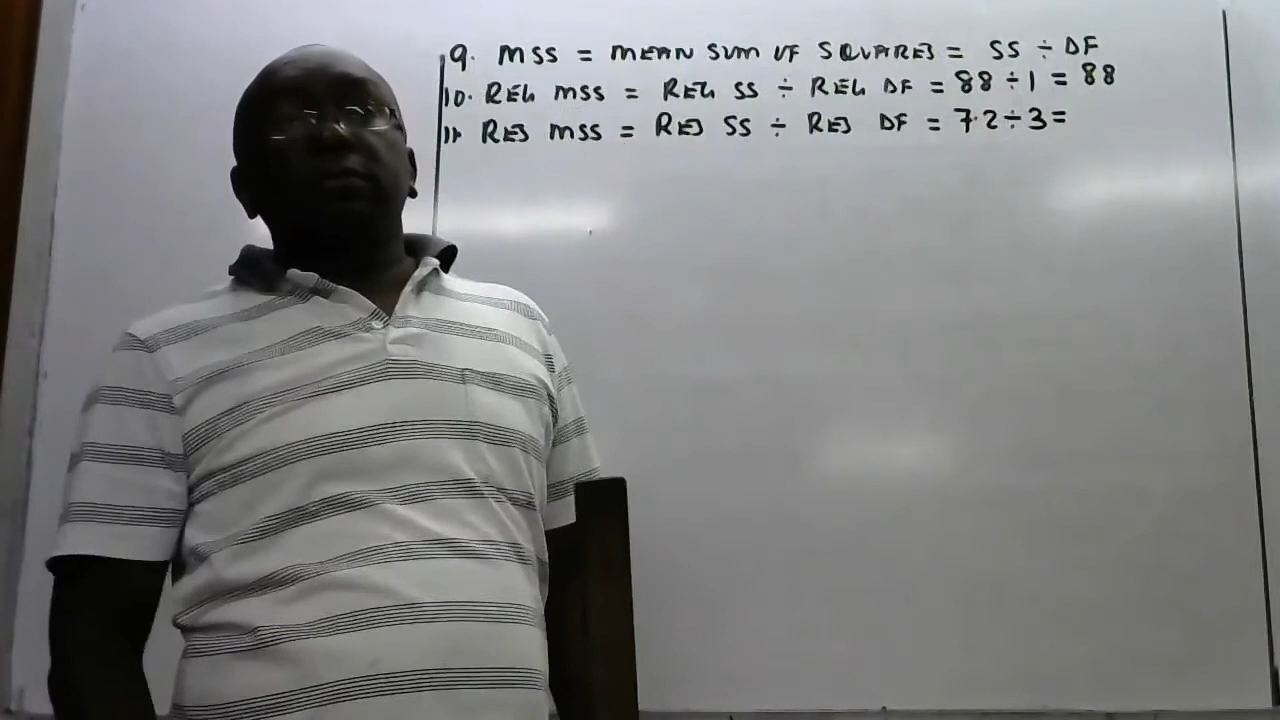 9. MSS = MEAN SUM OF SQUARES = SS ÷ DF
10. REG MSS = REG SS ÷ REG DF = 88 ÷ 1 = 88
11 RES MSS = RES SS ÷ RES DF = 7.2 ÷ 3 =